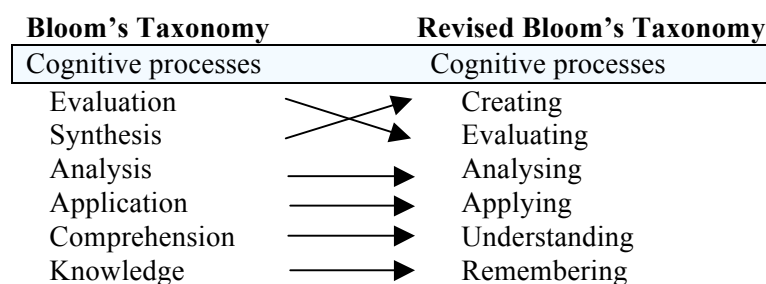 Bloom's Taxonomy Revised Bloom's Taxonomy
Cognitive processes Cognitive processes
Evaluation Creating
Synthesis Evaluating
Analysis Analysing
Application Applying
Comprehension Understanding
Knowledge Remembering